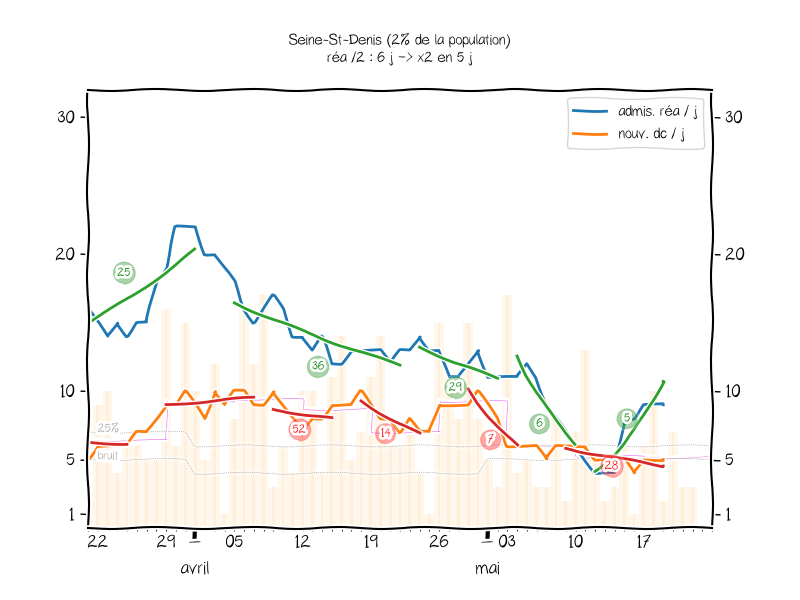 Seine-St-Denis (2% de la population)
réa /2 : 6 j -> x2 en 5 j
admis. réa / j
nouv. dc / j
30
30
20
20
10
10
5
5
1
1
25
36
29
6
5
52
14
7
28
25%
bruit
22 29 05 12 19 26 03 10 17
avril mai